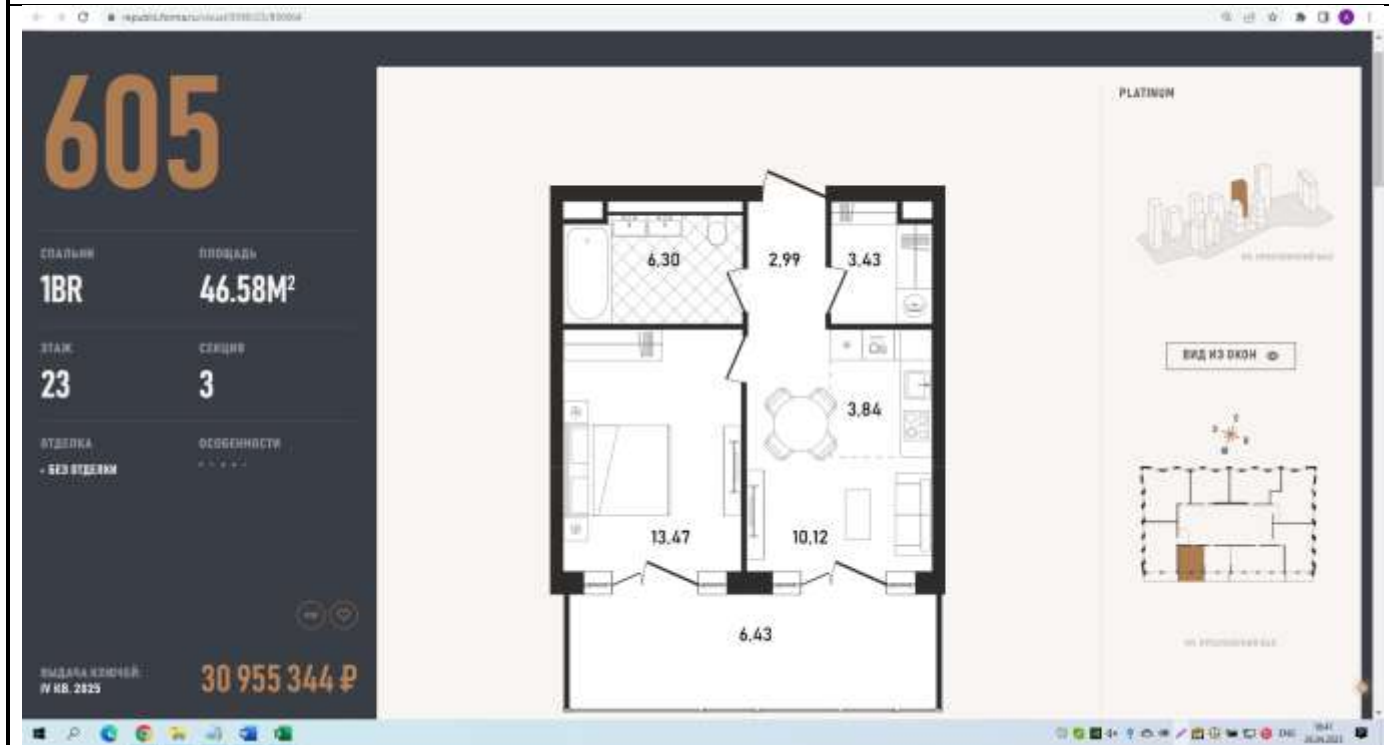 605
СПАЛЬНИ
ПЛОЩАДЬ
1BR
46.58М²
ЭТАЖ
СЕКЦИЯ
23
3
ОТДЕЛКА
ОСОБЕННОСТИ
- БЕЗ ОТДЕЛКИ
ВЫДАЧА КЛЮЧЕЙ:
IV КВ. 2025
30 955 344 ₽
6,30
2,99
3,43
3,84
13,47
10,12
6,43
PLATINUM
ВИД ИЗ ОКОН